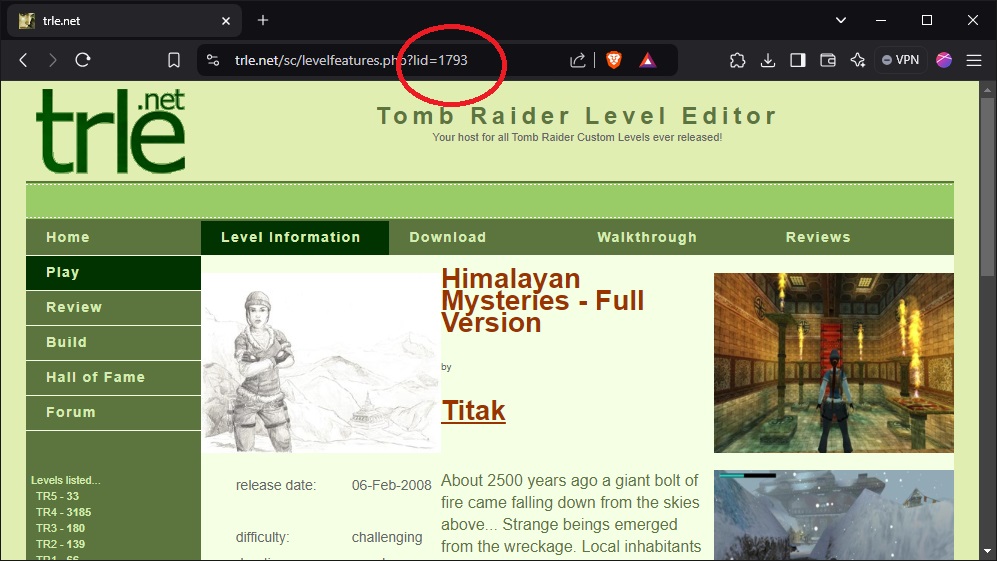 trle.net
trle.net/sc/levelfeatures.php?lid=1793
VPN
trle.net
Tomb Raider Level Editor
Your host for all Tomb Raider Custom Levels ever released!
Home
Level Information
Download
Walkthrough
Reviews
Play
Review
Build
Hall of Fame
Forum
Levels listed...
TR5 - 33
TR4 - 3185
TR3 - 180
TR2 - 139
TR1 - 66
Himalayan
Mysteries - Full
Version
by
Titak
release date: 06-Feb-2008
difficulty: challenging
About 2500 years ago a giant bolt of
fire came falling down from the skies
above... Strange beings emerged
from the wreckage. Local inhabitants